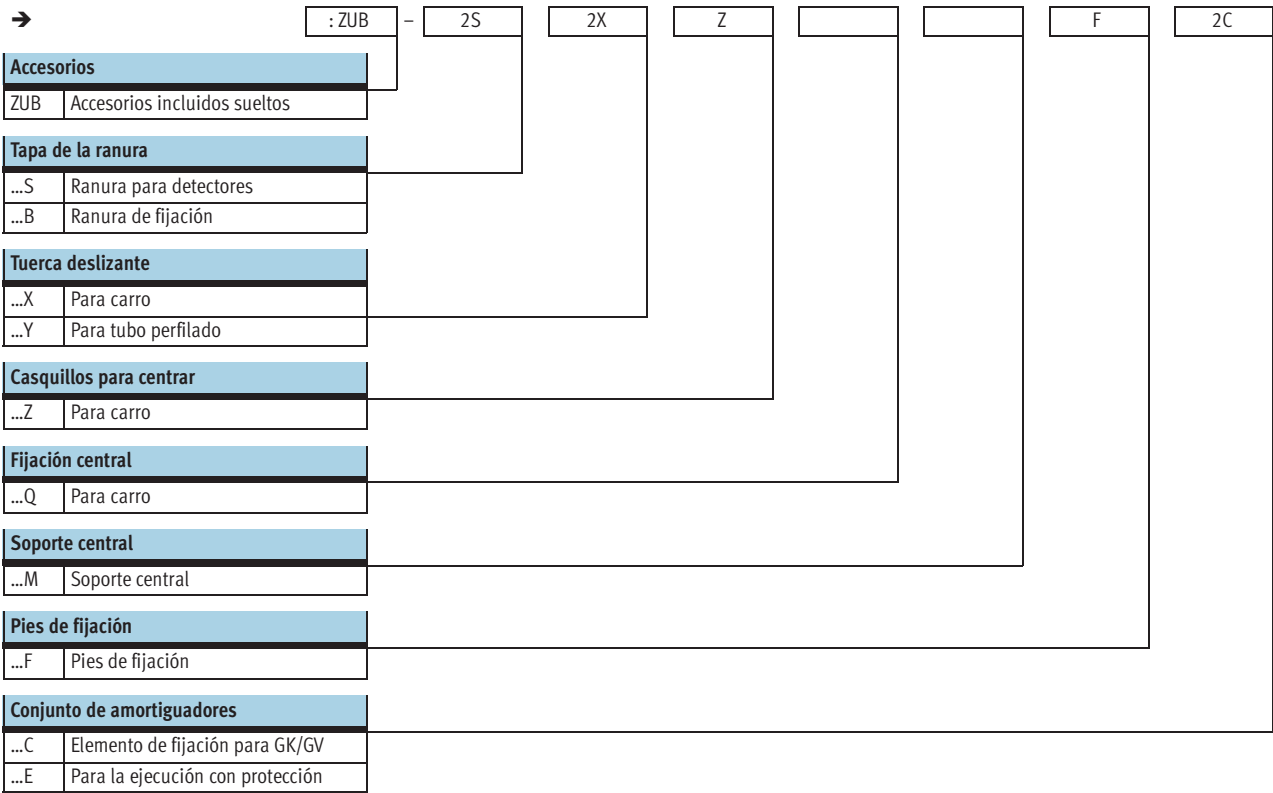 ➔ : ZUB – 2S 2X Z F 2C
Accesorios
ZUB Accesorios incluidos sueltos
Tapa de la ranura
...S Ranura para detectores
...B Ranura de fijación
Tuerca deslizante
...X Para carro
...Y Para tubo perfilado
Casquillos para centrar
...Z Para carro
Fijación central
...Q Para carro
Soporte central
...M Soporte central
Pies de fijación
...F Pies de fijación
Conjunto de amortiguadores
...C Elemento de fijación para GK/GV
...E Para la ejecución con protección